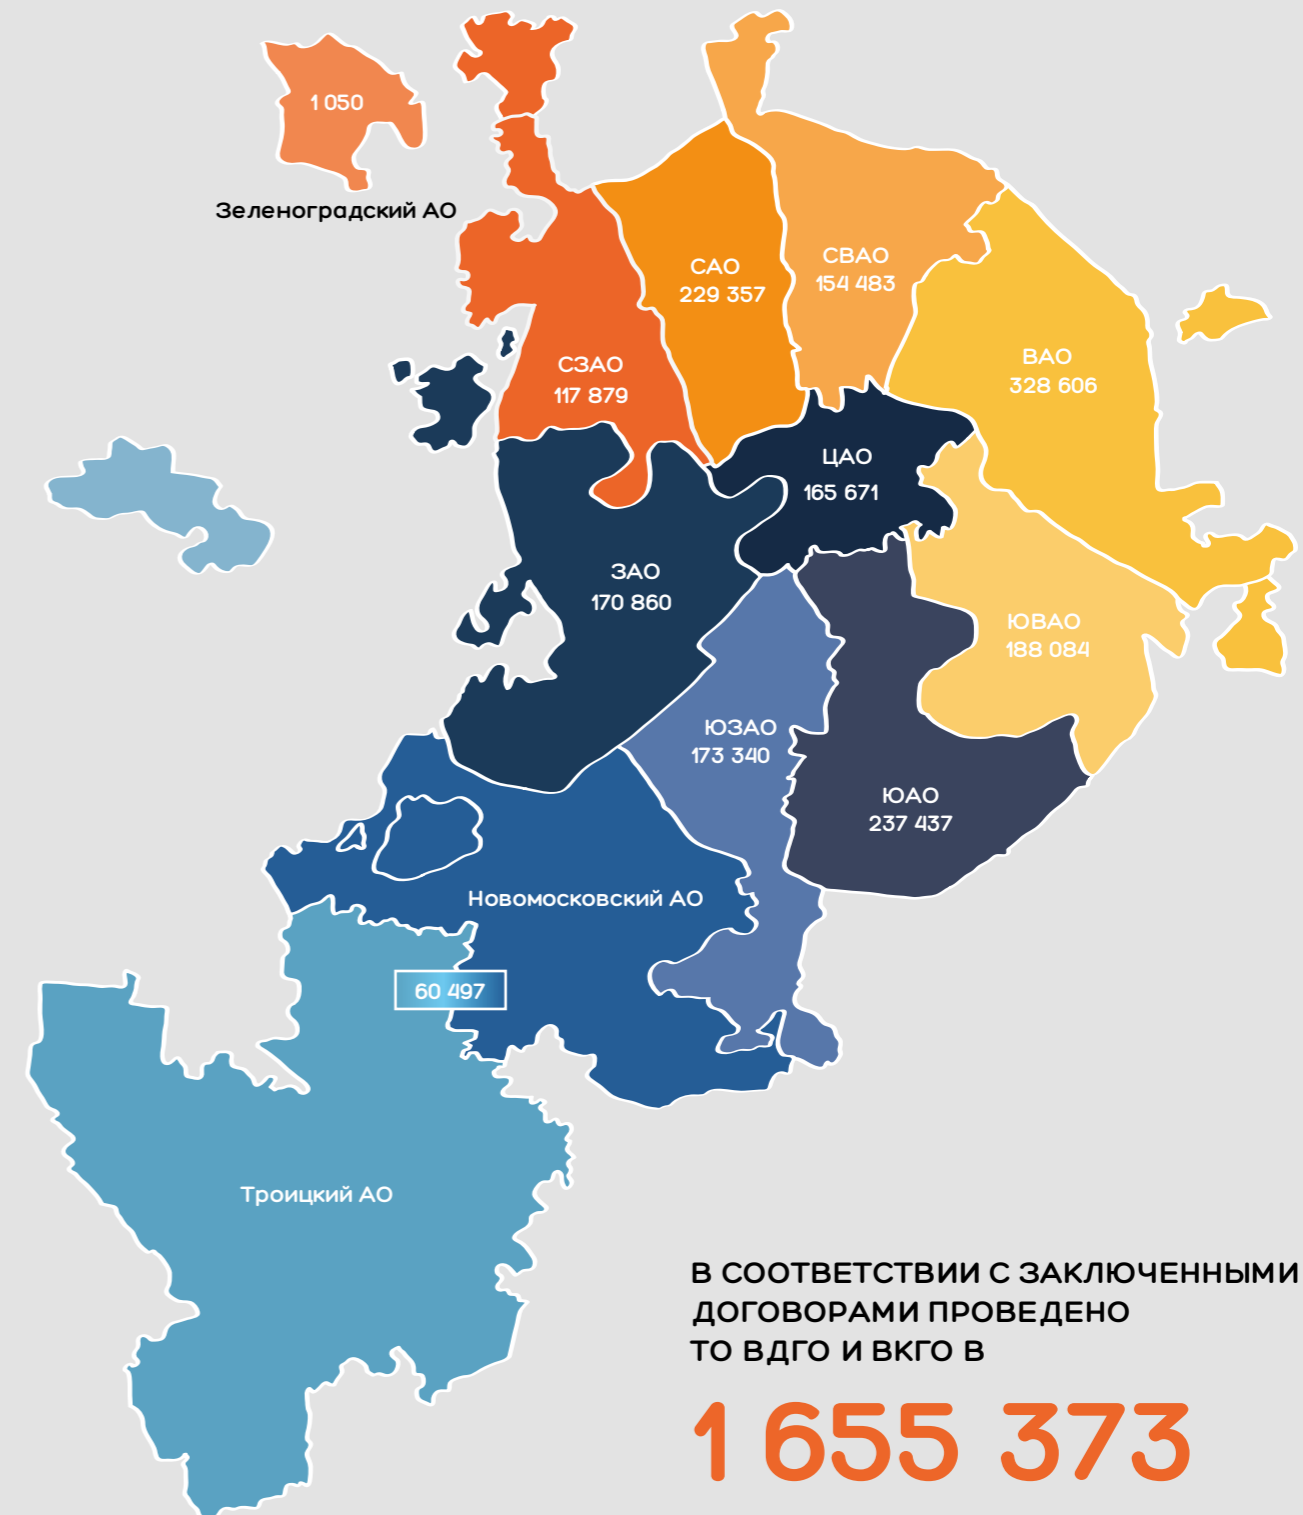 1 050
Зеленоградский АО
САО
229 357
СВАО
154 483
СЗАО
117 879
ВАО
328 606
ЦАО
165 671
ЗАО
170 860
ЮВАО
188 084
ЮЗАО
173 340
ЮАО
237 437
Новомосковский АО
60 497
Троицкий АО
В СООТВЕТСТВИИ С ЗАКЛЮЧЕННЫМИ
ДОГОВОРАМИ ПРОВЕДЕНО
ТО ВДГО И ВКГО В
1 655 373